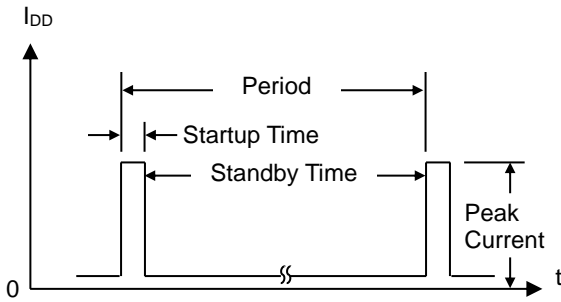 IDD
Period
Startup Time
Standby Time
Peak
Current
0
t